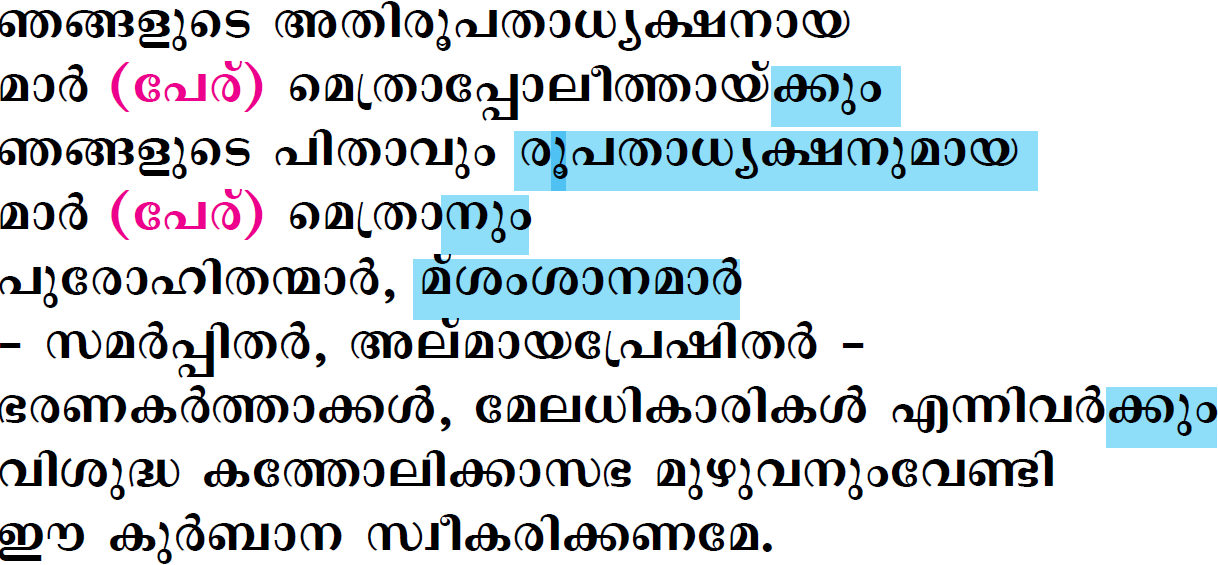 ഞങ്ങളുടെ അതിരൂപതാധ്യക്ഷനായ
മാർ (പേര്) മെത്രാപ്പോലീത്തായ്ക്കും
ഞങ്ങളുടെ പിതാവും രൂപതാധ്യക്ഷനുമായ
മാർ (പേര്) മെത്രാനും
പുരോഹിതന്മാർ, മ്ശംശാനമാർ
– സമർപ്പിതർ, അല്മായപ്രേഷിതർ –
ഭരണകർത്താക്കൾ, മേലധികാരികൾ എന്നിവർക്കും
വിശുദ്ധ കത്തോലിക്കാസഭ മുഴുവനുംവേണ്ടി
ഈ കുർബാന സ്വീകരിക്കണമേ.